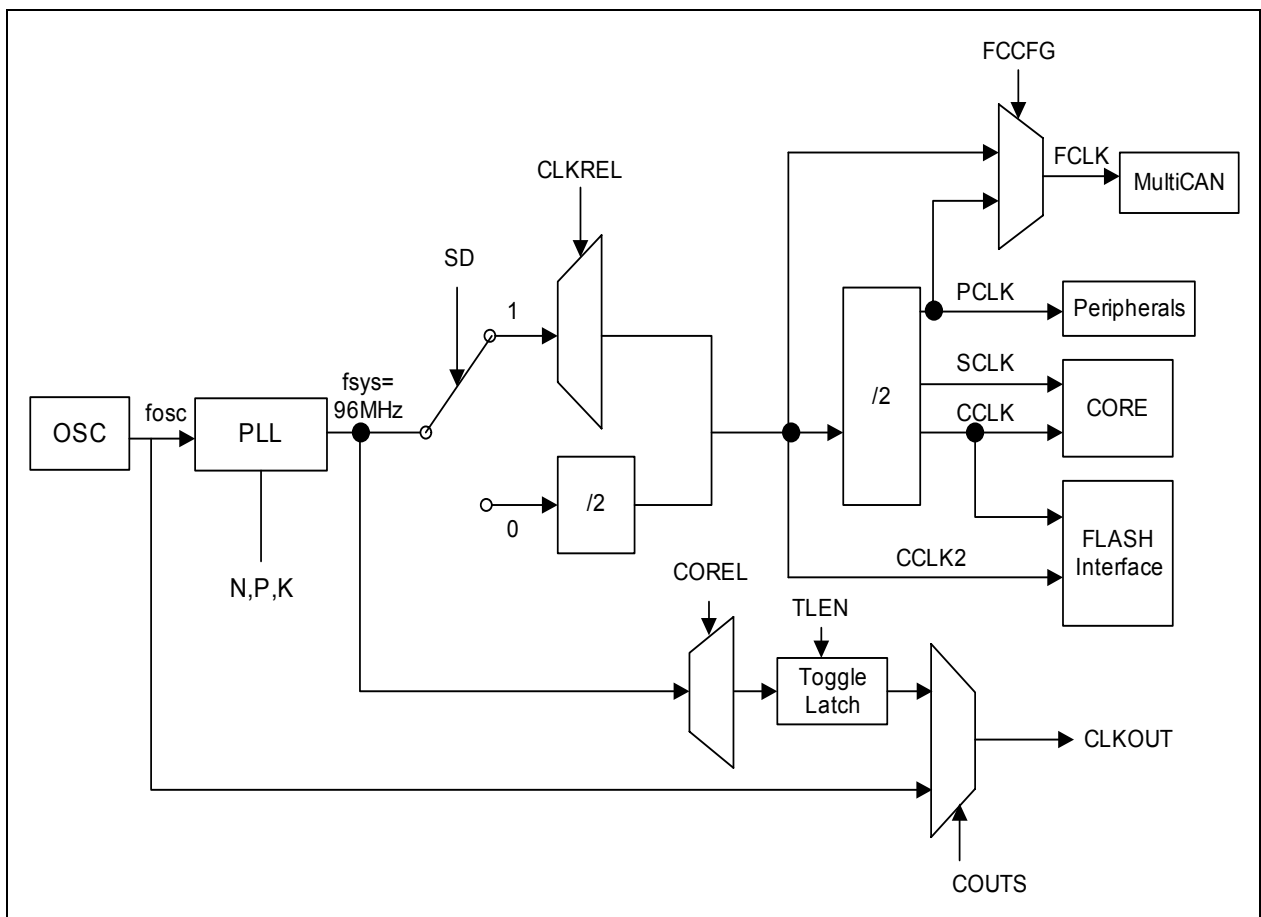 FCCFG
FCLK
MultiCAN
CLKREL
SD
1
PCLK
Peripherals
SCLK
/2
CCLK
CORE
fsys=
96MHz
fosc
OSC
PLL
0
/2
FLASH
Interface
CCLK2
N,P,K
COREL
TLEN
Toggle
Latch
CLKOUT
COUTS